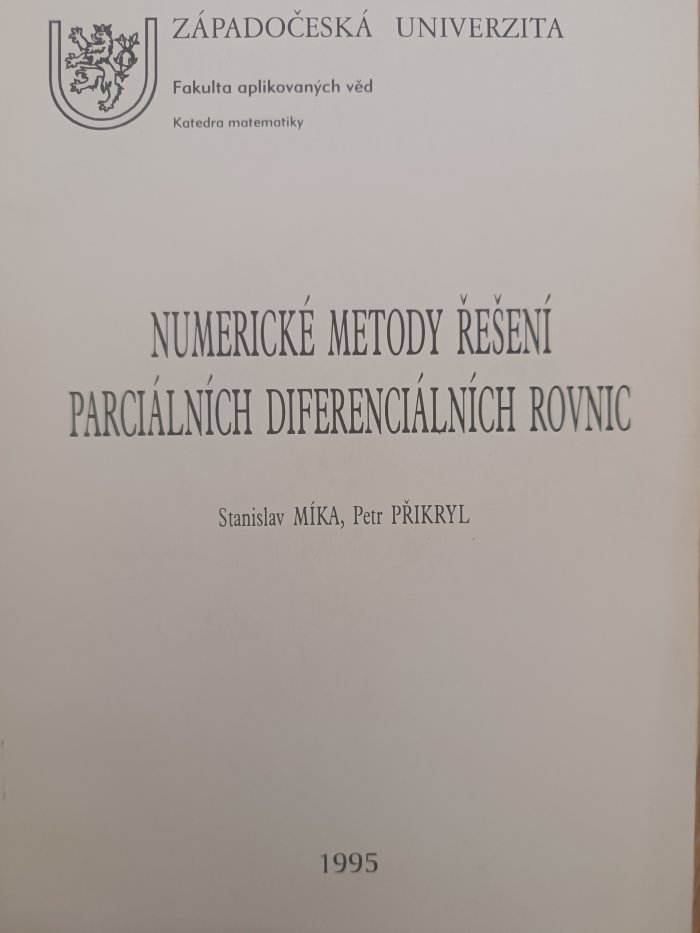 ZÁPADOČESKÁ UNIVERZITA
Fakulta aplikovaných věd
Katedra matematiky
NUMERICKÉ METODY ŘEŠENÍ
PARCIÁLNÍCH DIFERENCIÁLNÍCH ROVNIC
Stanislav MÍKA, Petr PŘIKRYL
1995